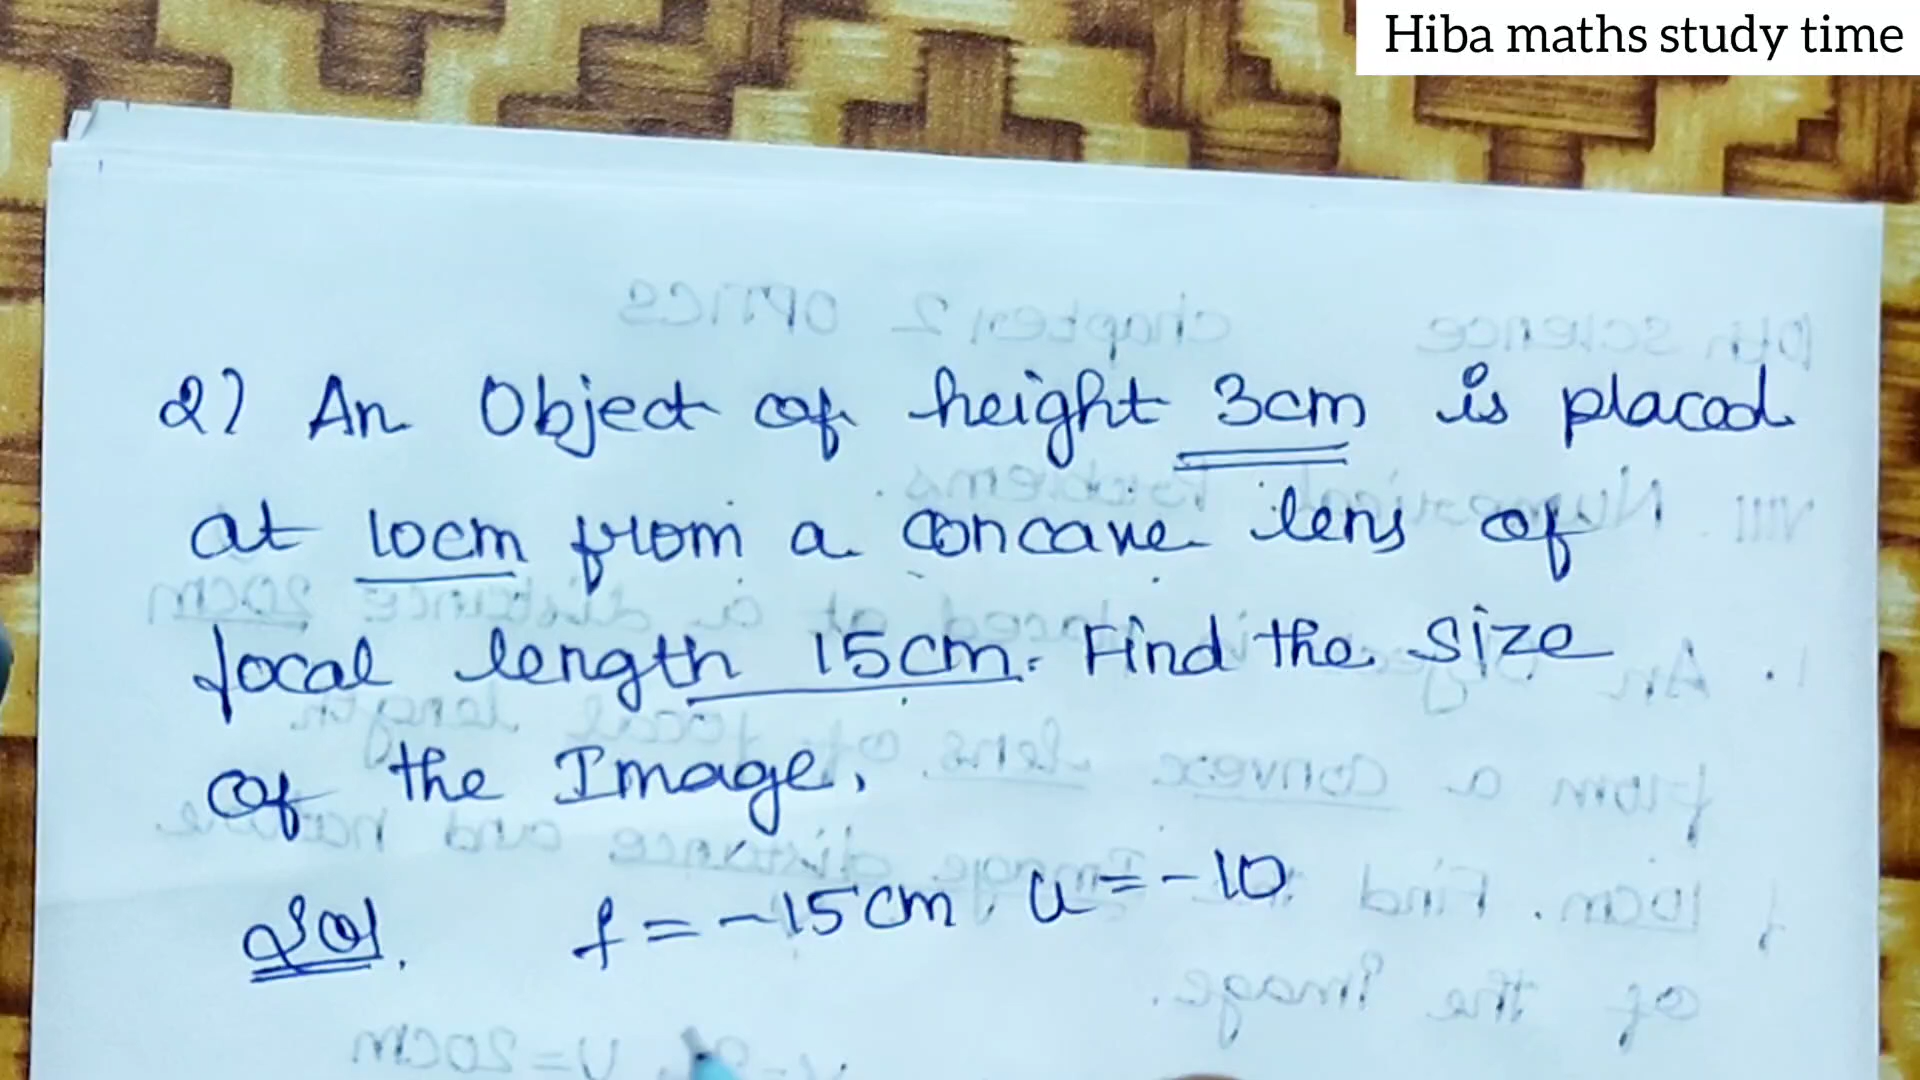 Hiba maths study time
2) An Object of height 3cm is placed
at 10cm from a concave lens of
focal length 15cm. Find the size
of the Image.
Sol. f = -15cm, u = -10